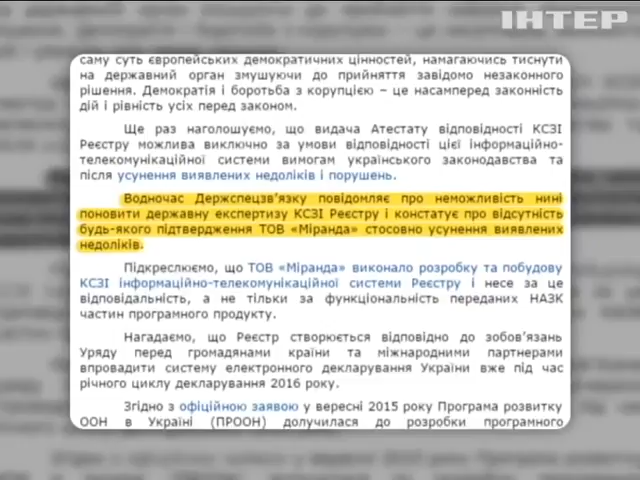 ІНТЕР
саму суть європейських демократичних цінностей, намагаючись тиснути
на державний орган змушуючи до прийняття завідомо незаконного
рішення. Демократія і боротьба з корупцією – це насамперед законність
дій і рівність усіх перед законом.
Ще раз наголошуємо, що видача Атестату відповідності КСЗІ
Реєстру можлива виключно за умови відповідності цієї інформаційно-
телекомунікаційної системи вимогам українського законодавства та
після усунення виявлених недоліків і порушень.
Водночас Держспецзв'язку повідомляє про неможливість нині
поновити державну експертизу КСЗІ Реєстру і констатує про відсутність
будь-якого підтвердження ТОВ «Міранда» стосовно усунення виявлених
недоліків.
Підкреслюємо, що ТОВ «Міранда» виконало розробку та побудову
КСЗІ інформаційно-телекомунікаційної системи Реєстру і несе за це
відповідальність, а не тільки за функціональність переданих НАЗК
частин програмного продукту.
Нагадаємо, що Реєстр створюється відповідно до зобов'язань
Уряду перед громадянами країни та міжнародними партнерами
впровадити систему електронного декларування України вже під час
річного циклу декларування 2016 року.
Згідно з офіційною заявою у вересні 2015 року Програма розвитку
ООН в Україні (ПРООН) долучилася до розробки програмного